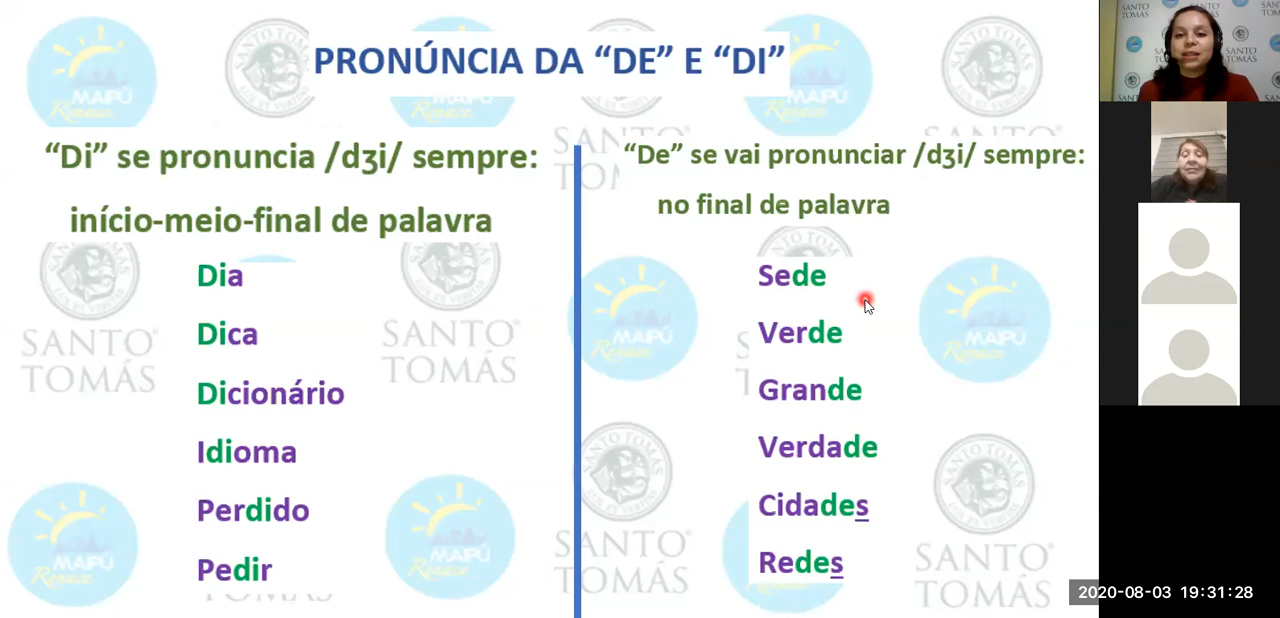 PRONÚNCIA DA “DE” E “DI”
“Di” se pronuncia /dʒi/ sempre:
início-meio-final de palavra
Dia
Dica
Dicionário
Idioma
Perdido
Pedir
“De” se vai pronunciar /dʒi/ sempre:
no final de palavra
Sede
Verde
Grande
Verdade
Cidades
Redes
SANTO TOMÁS
MAIPÚ
Renace
2020-08-03 19:31:28